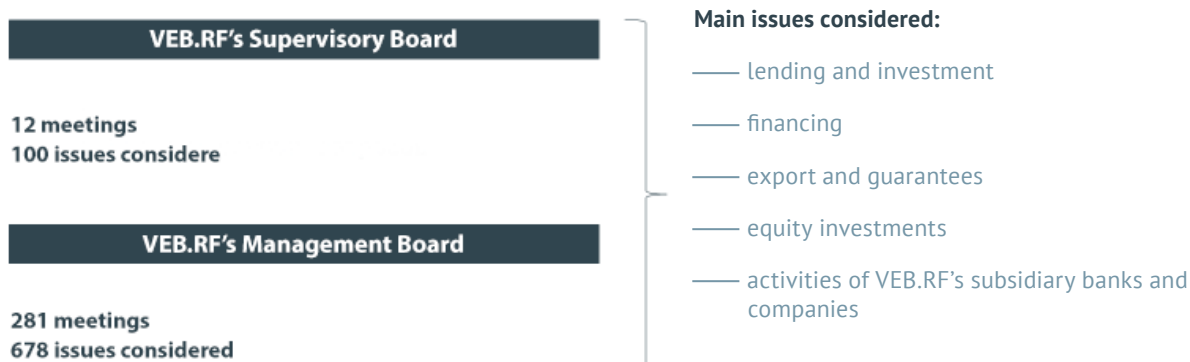 VEB.RF's Supervisory Board
12 meetings
100 issues considere
VEB.RF's Management Board
281 meetings
678 issues considered
Main issues considered:
—— lending and investment
—— financing
—— export and guarantees
—— equity investments
—— activities of VEB.RF's subsidiary banks and
companies